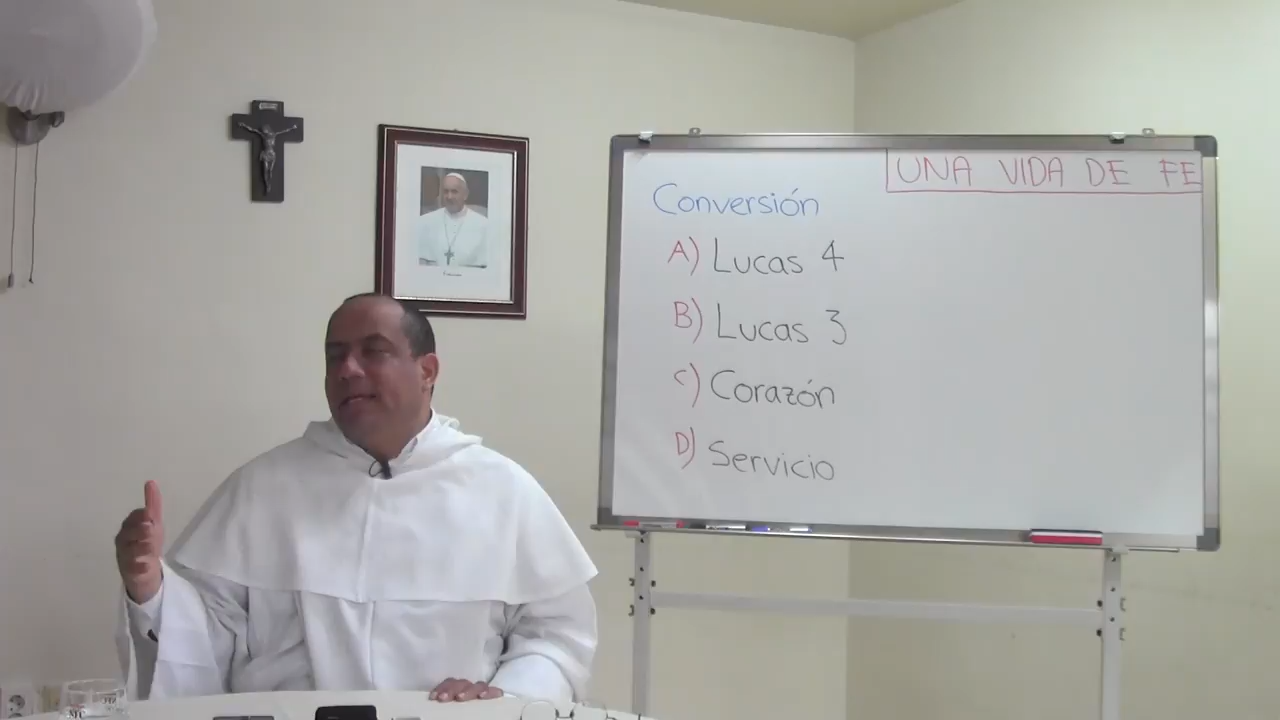 UNA VIDA DE FE
Conversión
A) Lucas 4
B) Lucas 3
C) Corazón
D) Servicio